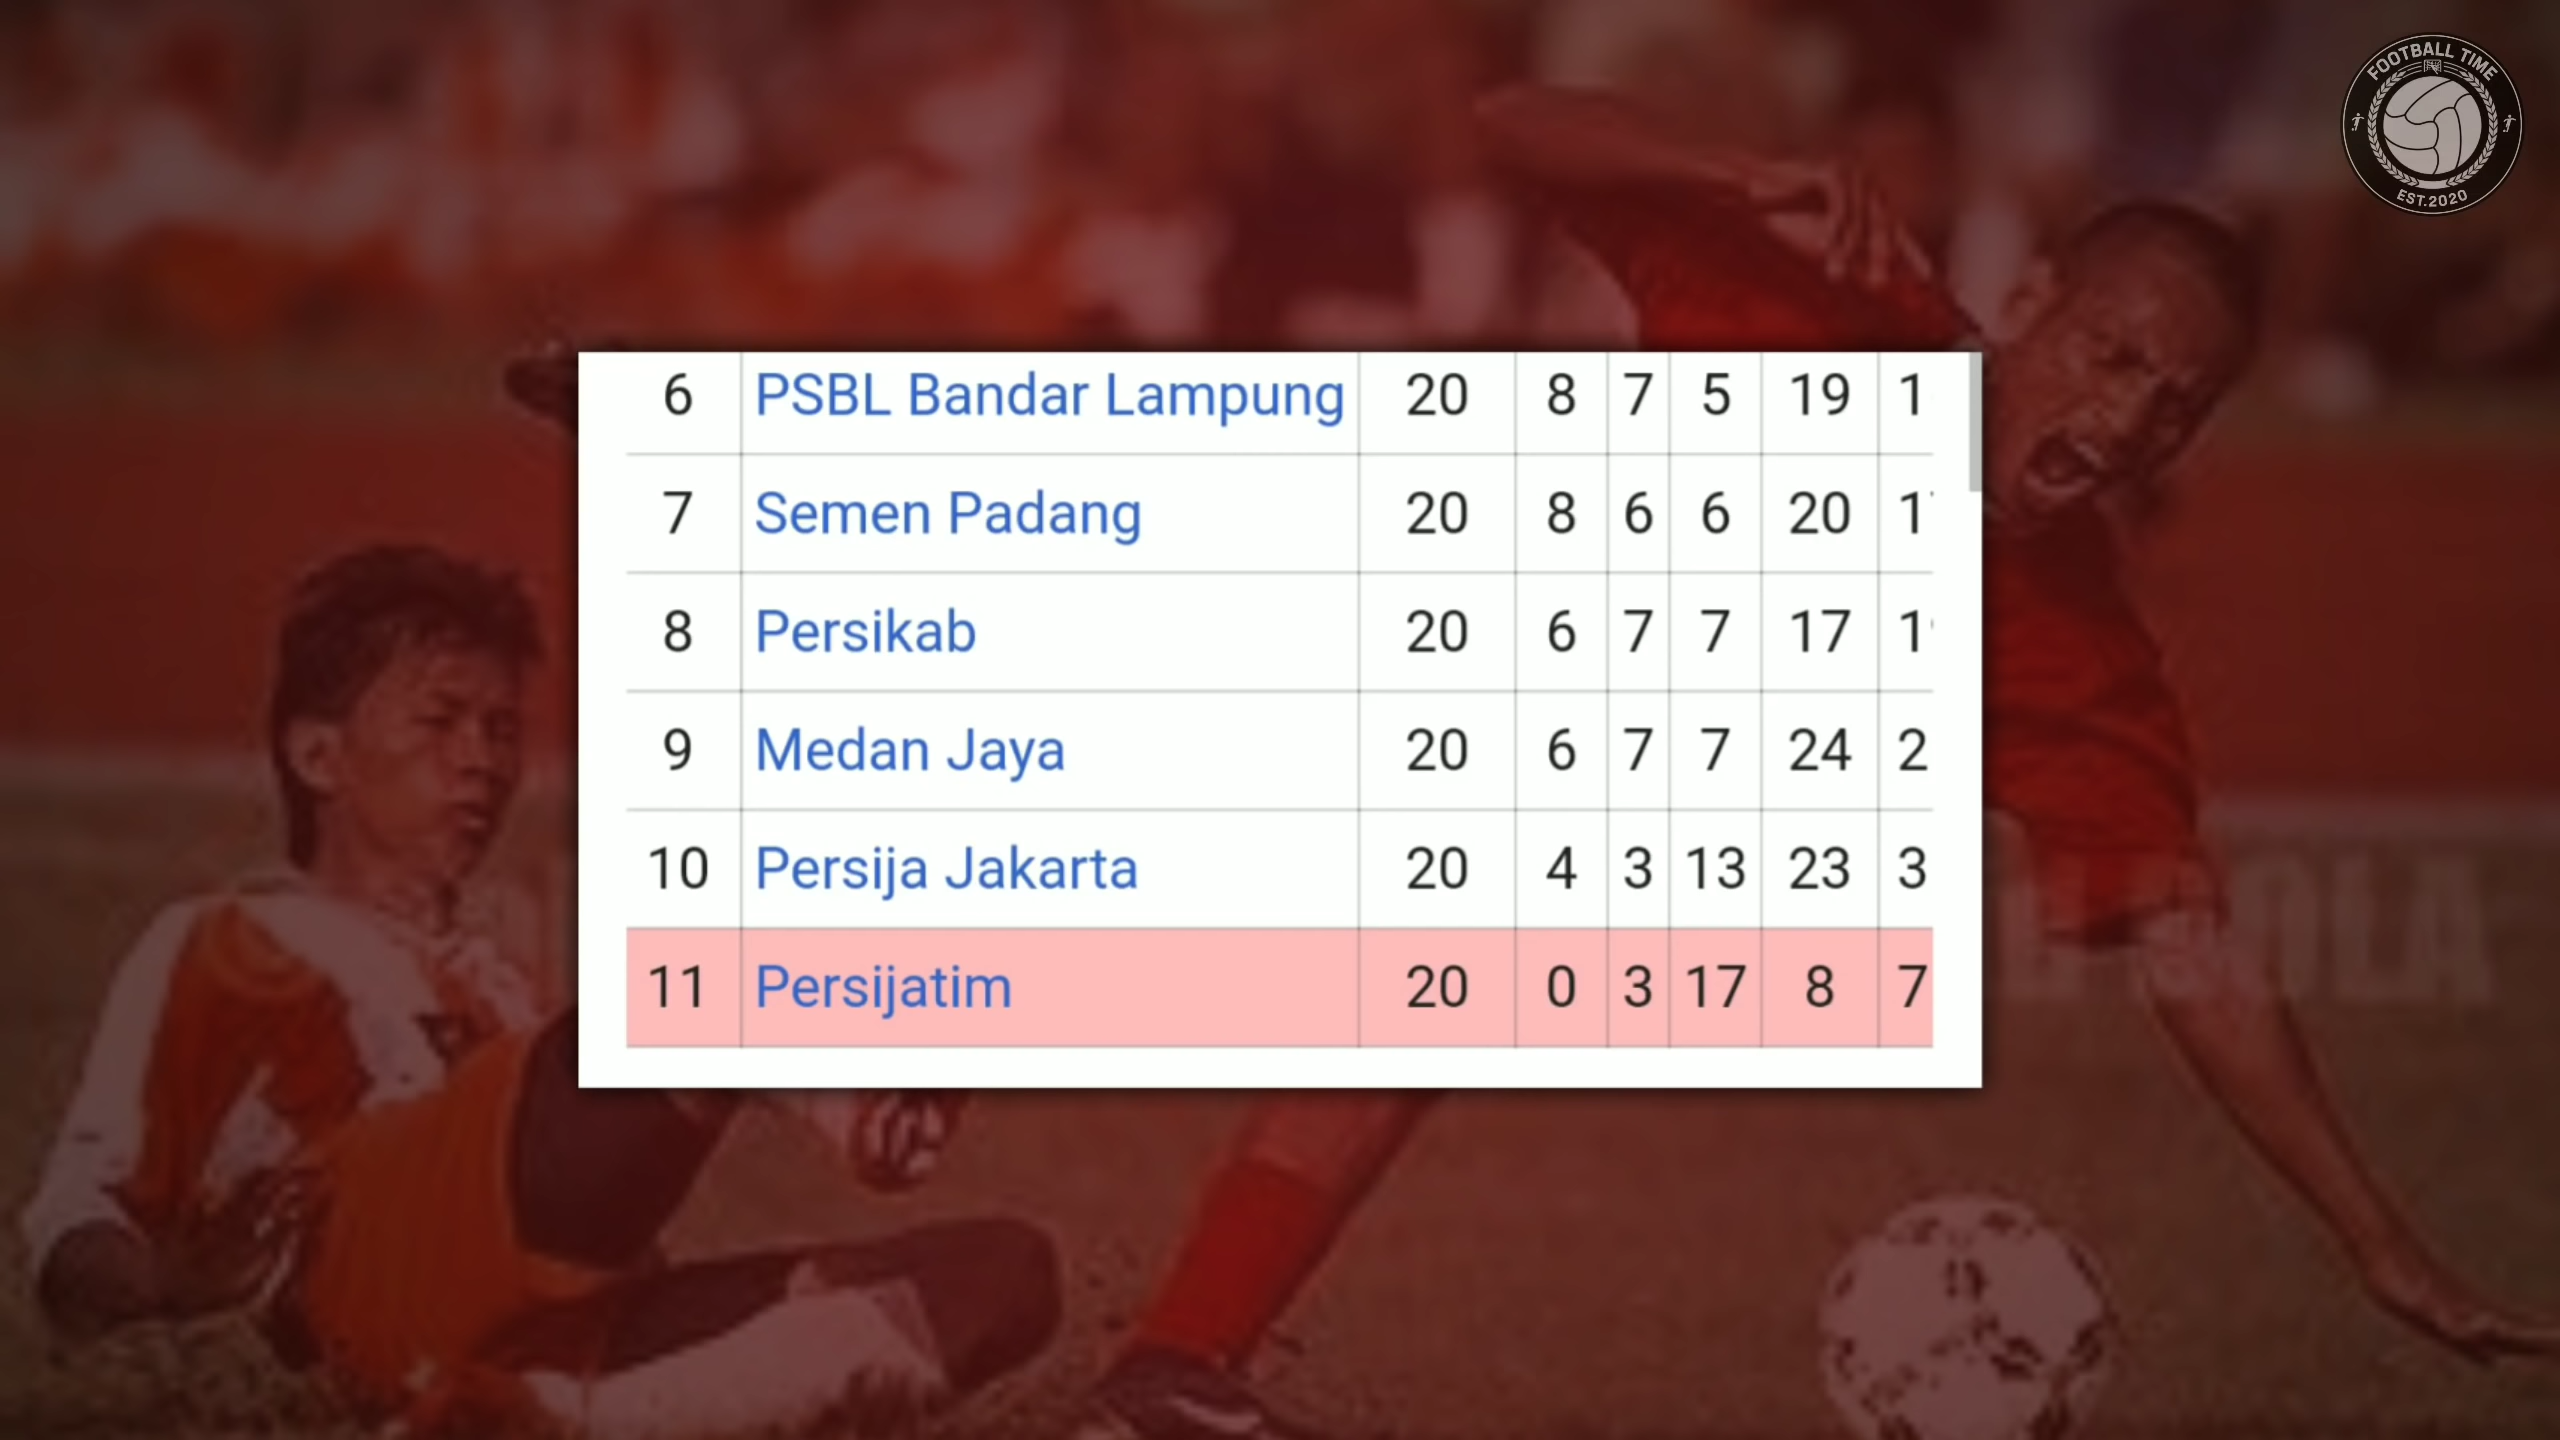 FOOTBALL TIME
EST.2020
6 PSBL Bandar Lampung 20 8 7 5 19 1
7 Semen Padang 20 8 6 6 20 1
8 Persikab 20 6 7 7 17 1
9 Medan Jaya 20 6 7 7 24 2
10 Persija Jakarta 20 4 3 13 23 3
11 Persijatim 20 0 3 17 8 7